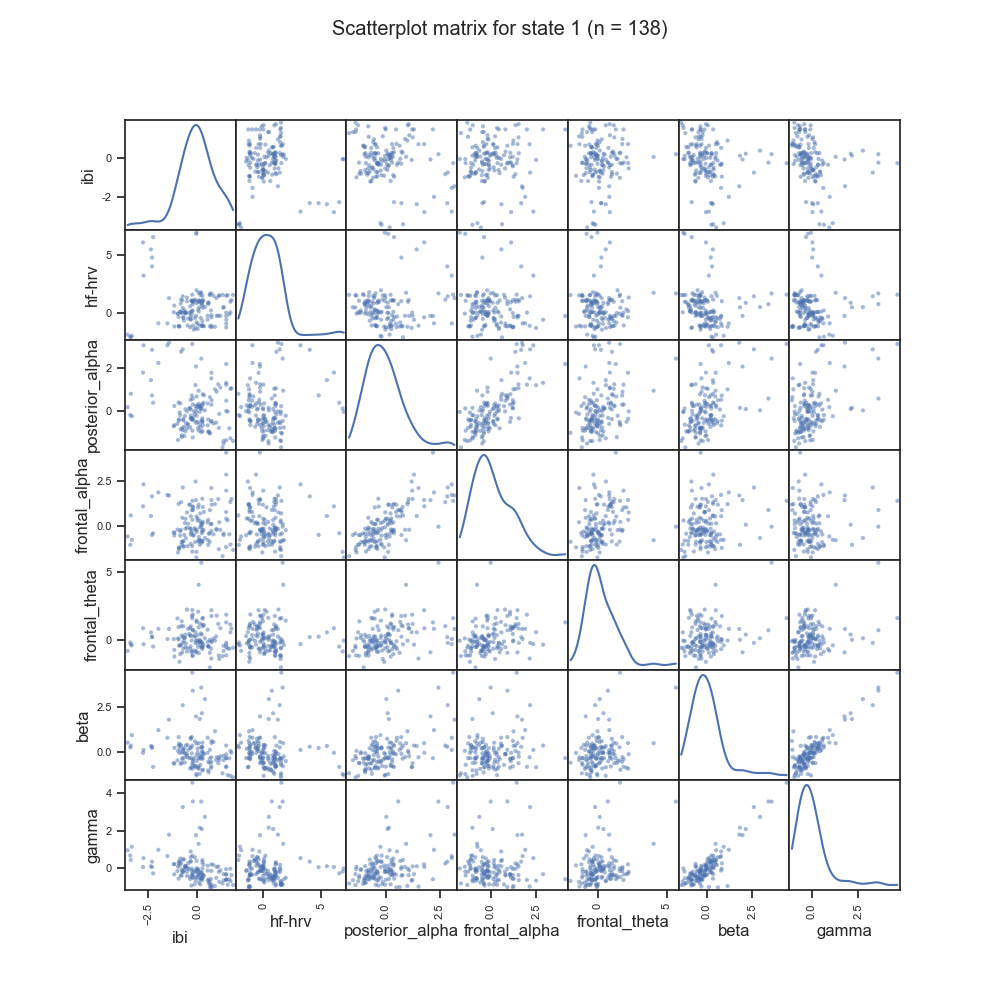 Scatterplot matrix for state 1 (n = 138)
ibi
0
-2
hf-hrv
5
0
posterior_alpha
2
0
frontal_alpha
2.5
0.0
frontal_theta
5
0
beta
2.5
0.0
gamma
4
2
0
−2.5 0.0 0 5 0.0 2.5 0.0 2.5 0 5 0.0 2.5 0.0 2.5
ibi hf-hrv posterior_alpha frontal_alpha frontal_theta beta gamma